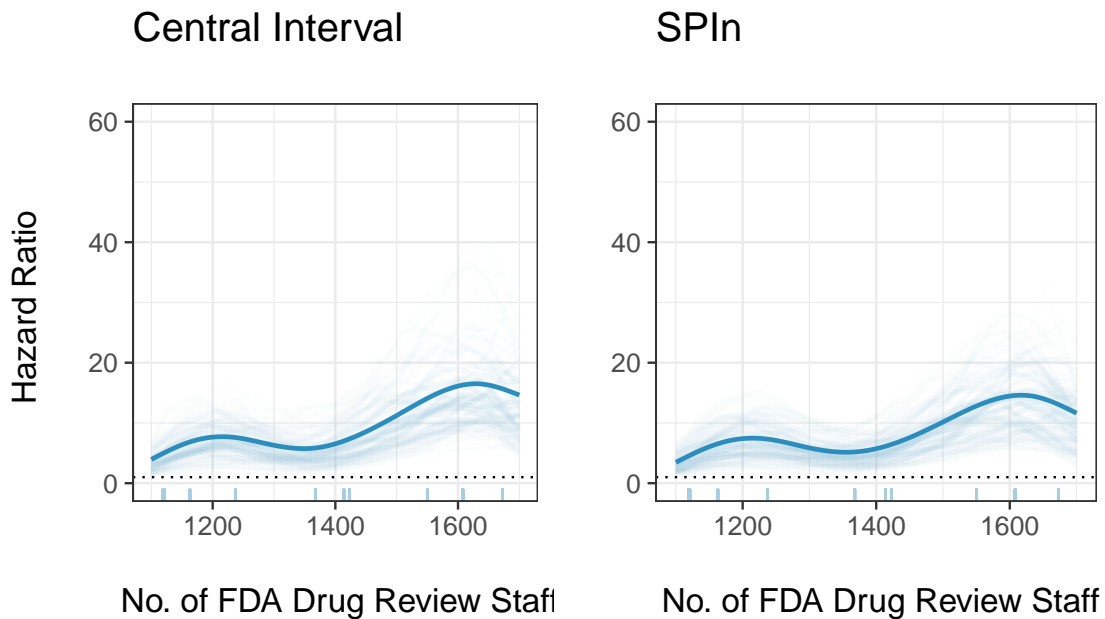 Central Interval
SPIn
Hazard Ratio
60
40
20
0
1200 1400 1600
60
40
20
0
1200 1400 1600
No. of FDA Drug Review Staff
No. of FDA Drug Review Staff